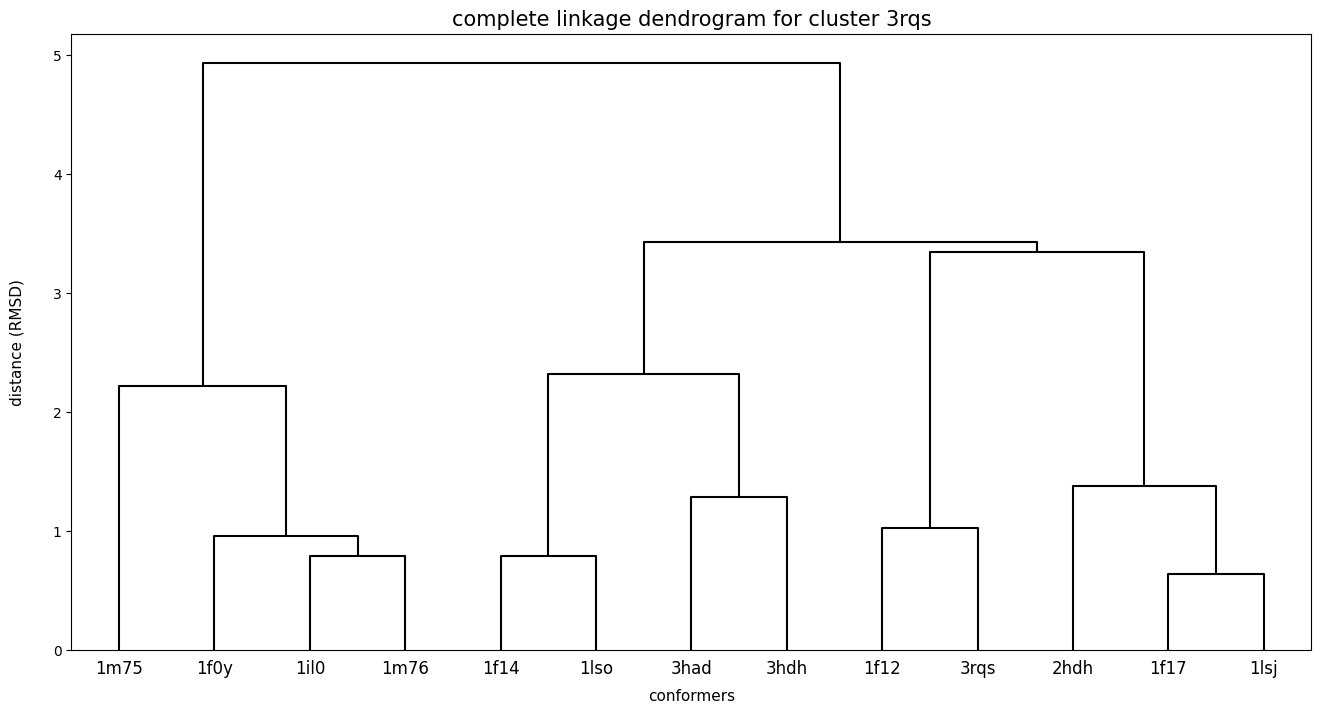 complete linkage dendrogram for cluster 3rqs
5
4
3
2
1
0
distance (RMSD)
1m75 1f0y 1il0 1m76 1f14 1lso 3had 3hdh 1f12 3rqs 2hdh 1f17 1lsj
conformers